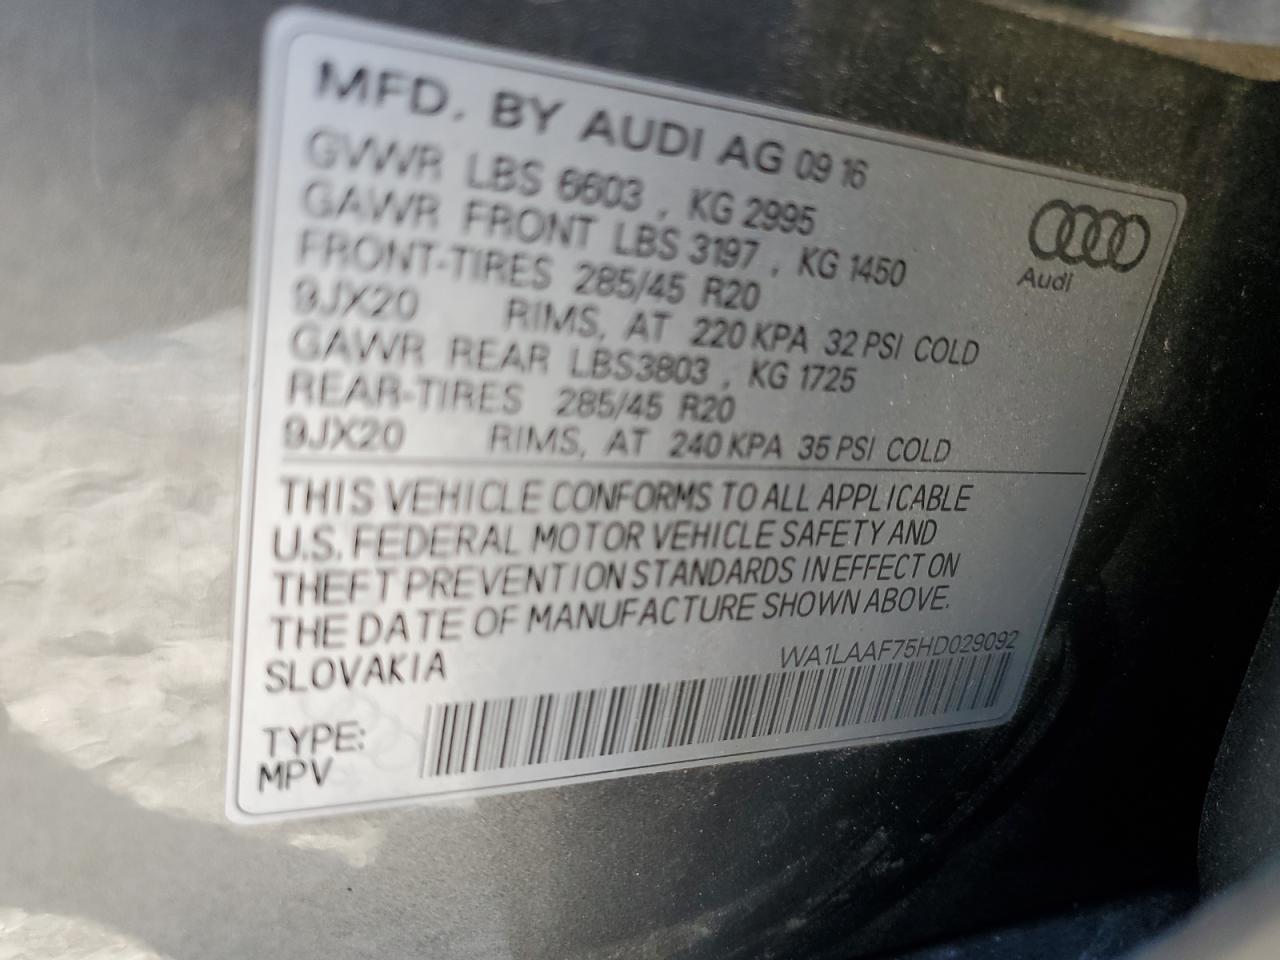 MFD. BY AUDI AG 09 16
GVWR LBS 6603 , KG 2995
GAWR FRONT LBS 3197 , KG 1450
FRONT-TIRES 285/45 R20
9JX20 RIMS, AT 220 KPA 32 PSI COLD
GAWR REAR LBS3803 , KG 1725
REAR-TIRES 285/45 R20
9JX20 RIMS, AT 240 KPA 35 PSI COLD
Audi
THIS VEHICLE CONFORMS TO ALL APPLICABLE
U.S. FEDERAL MOTOR VEHICLE SAFETY AND
THEFT PREVENTION STANDARDS IN EFFECT ON
THE DATE OF MANUFACTURE SHOWN ABOVE.
SLOVAKIA
WA1LAAF75HD029092
TYPE:
MPV